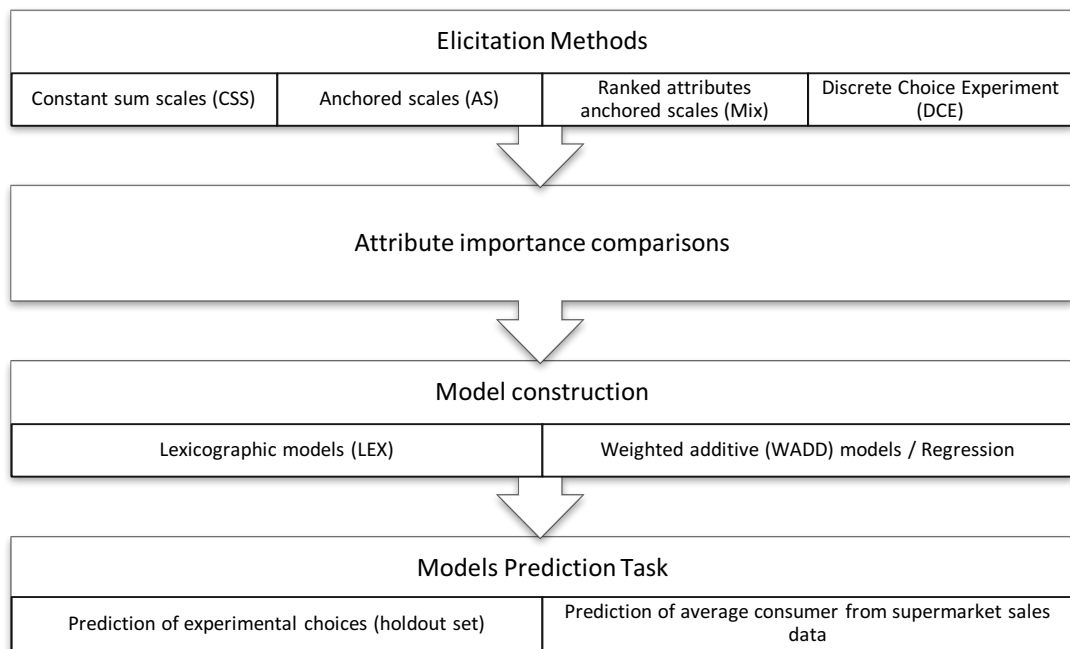 Elicitation Methods
Constant sum scales (CSS)
Anchored scales (AS)
Ranked attributes
anchored scales (Mix)
Discrete Choice Experiment
(DCE)
Attribute importance comparisons
Model construction
Lexicographic models (LEX)
Weighted additive (WADD) models / Regression
Models Prediction Task
Prediction of experimental choices (holdout set)
Prediction of average consumer from supermarket sales
data